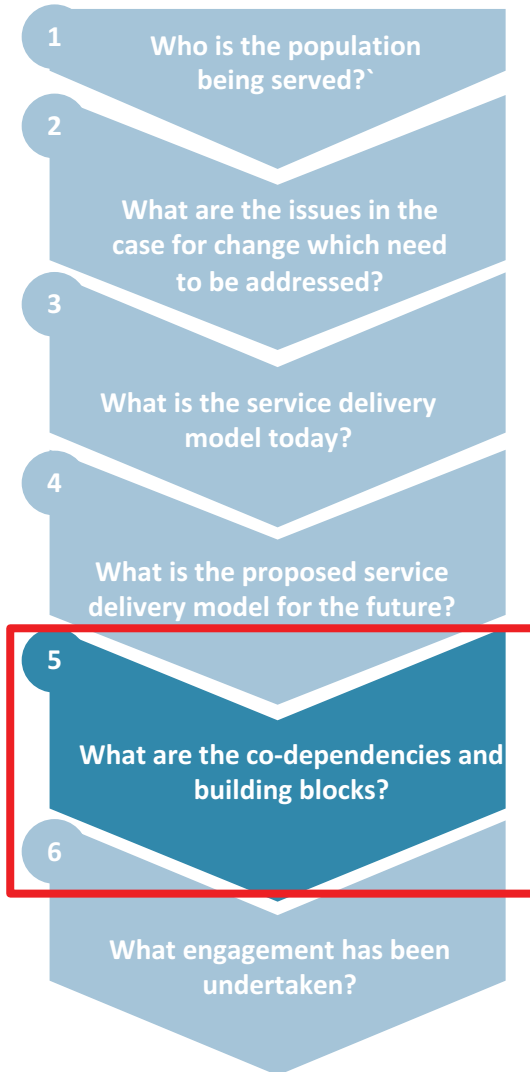 1
Who is the population
being served?`
2
What are the issues in the
case for change which need
to be addressed?
3
What is the service delivery
model today?
4
What is the proposed service
delivery model for the future?
5
What are the co-dependencies and
building blocks?
6
What engagement has been
undertaken?